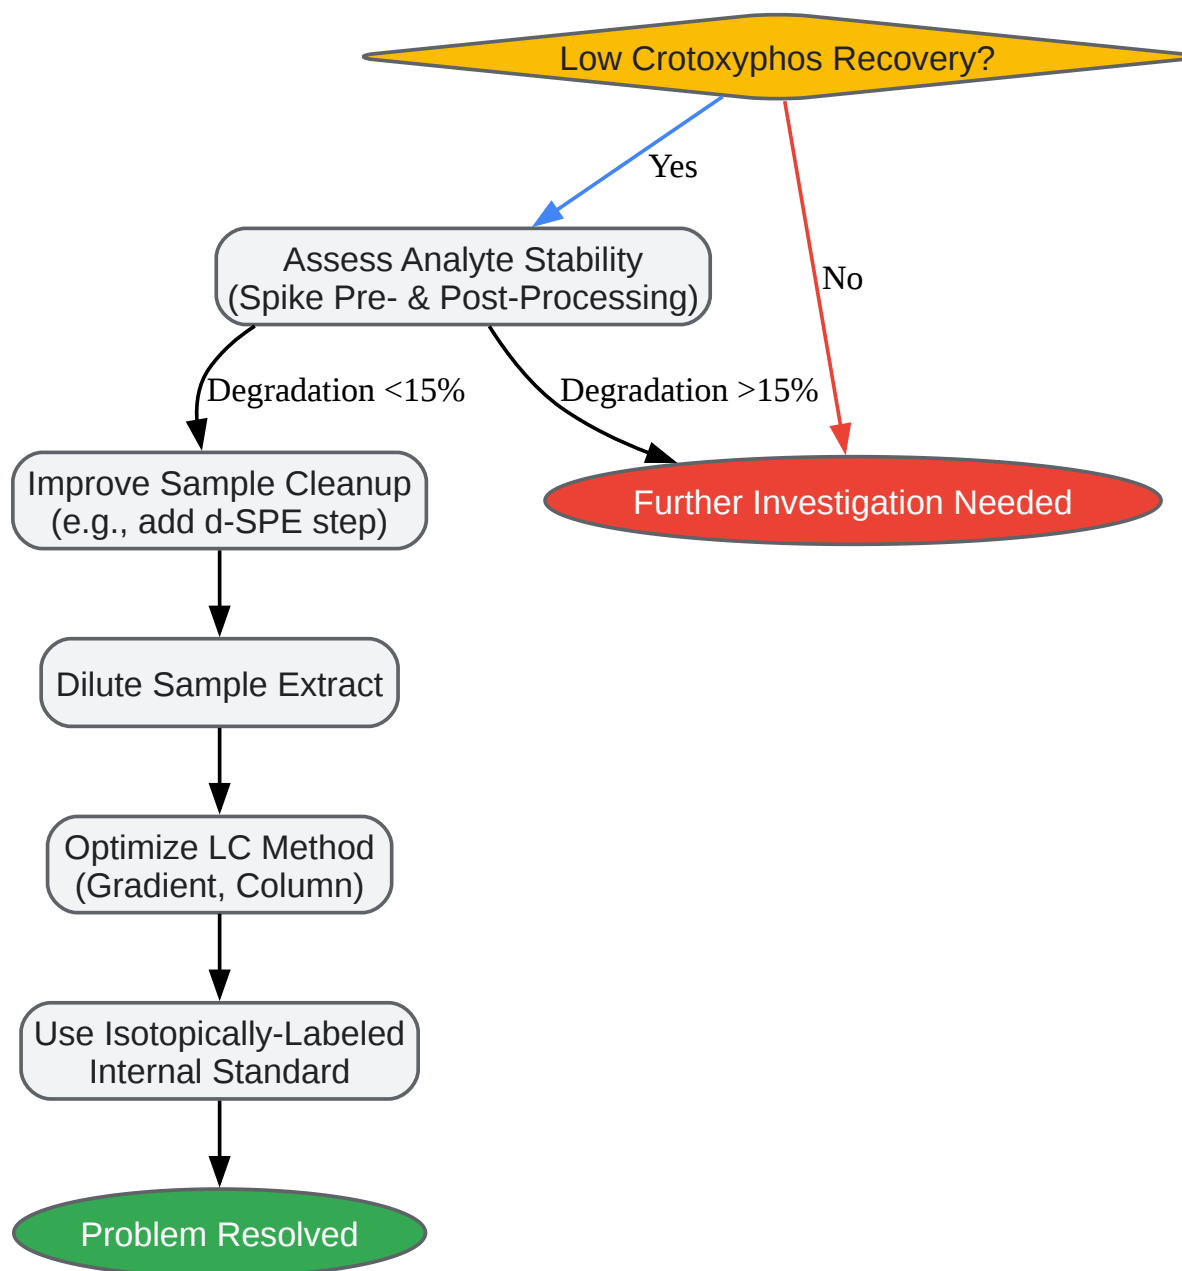 Low Crotoxyphos Recovery?
Yes
No
Assess Analyte Stability
(Spike Pre- & Post-Processing)
Degradation <15%
Degradation >15%
Improve Sample Cleanup
(e.g., add d-SPE step)
Further Investigation Needed
Dilute Sample Extract
Optimize LC Method
(Gradient, Column)
Use Isotopically-Labeled
Internal Standard
Problem Resolved